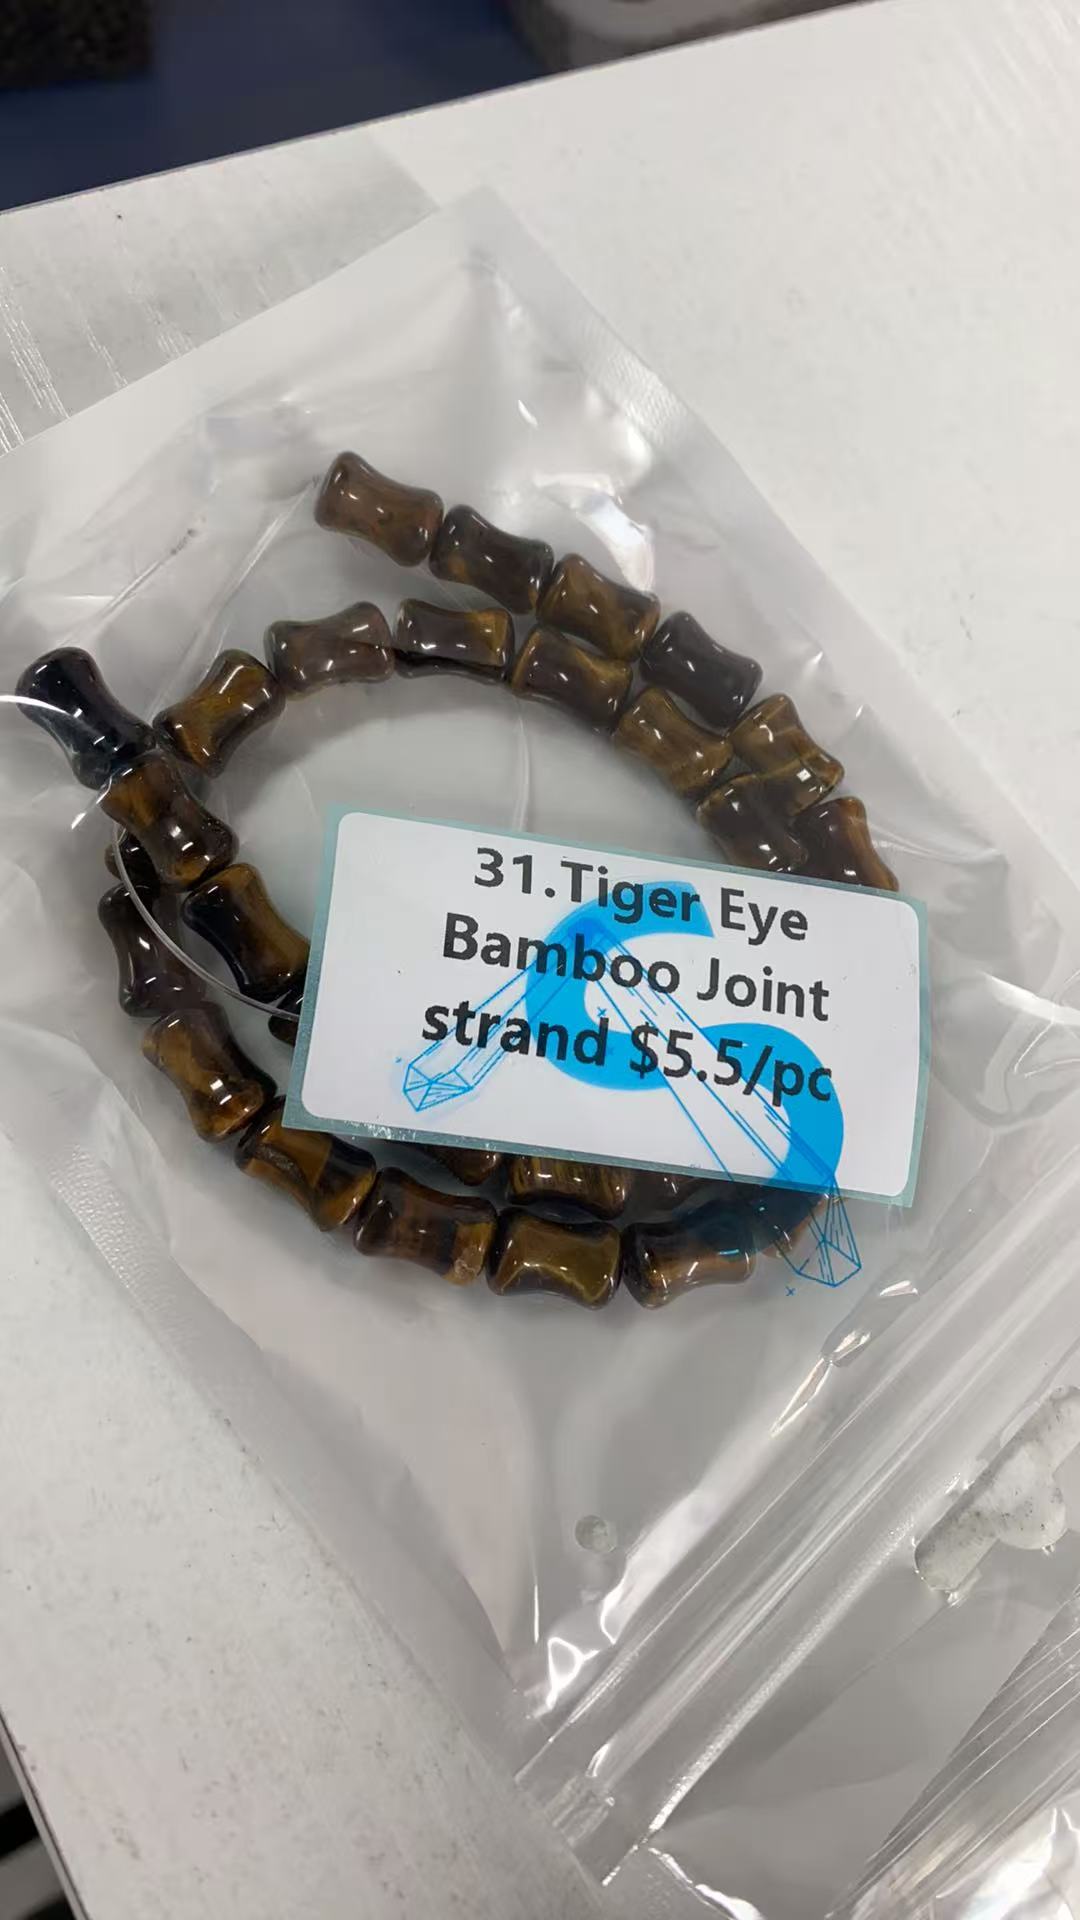 31.Tiger Eye
Bamboo Joint
strand $5.5/pc